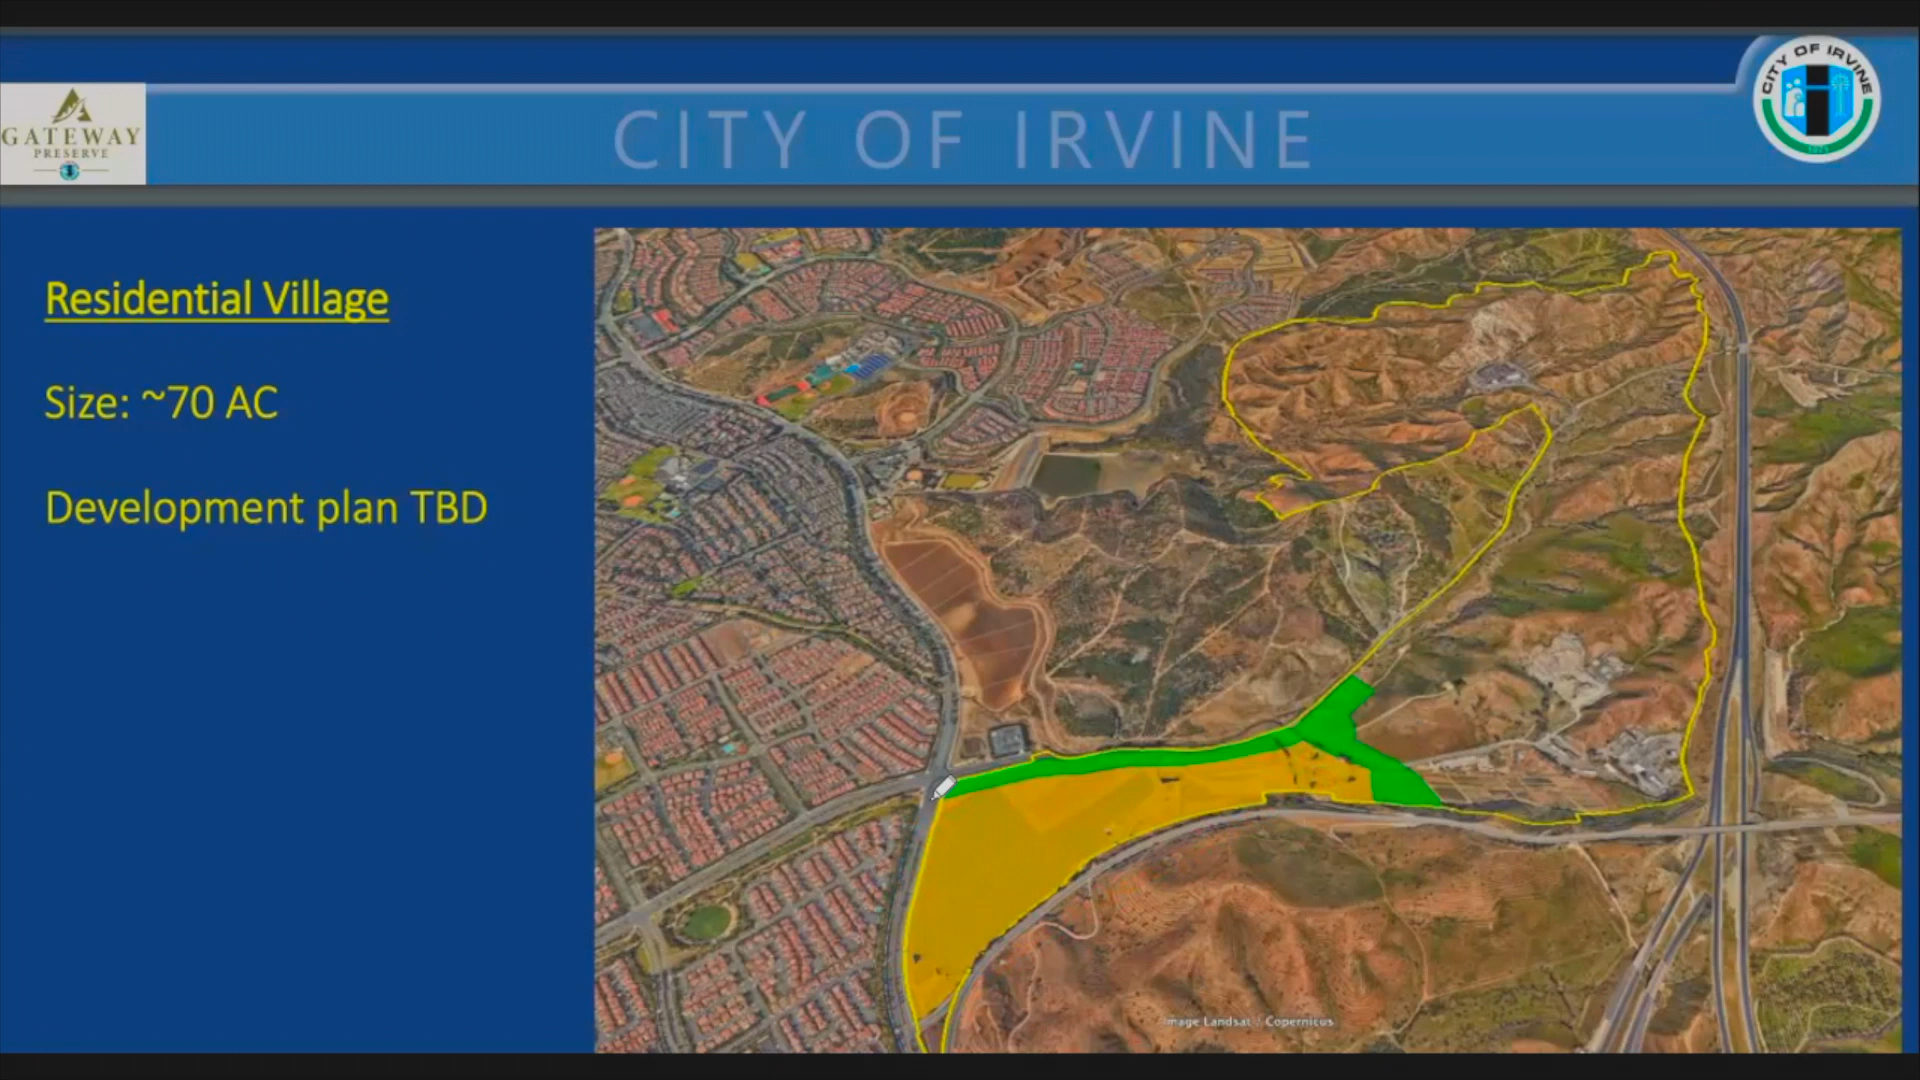 CITY OF IRVINE
CITY OF IRVINE
GATEWAY
PRESERVE
Residential Village
Size: ~70 AC
Development plan TBD
Image Landsat / Copernicus